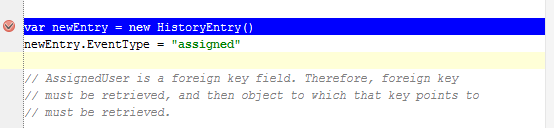 var newEntry = new HistoryEntry()
newEntry.EventType = "assigned"
// AssignedUser is a foreign key field. Therefore, foreign key
// must be retrieved, and then object to which that key points to
// must be retrieved.